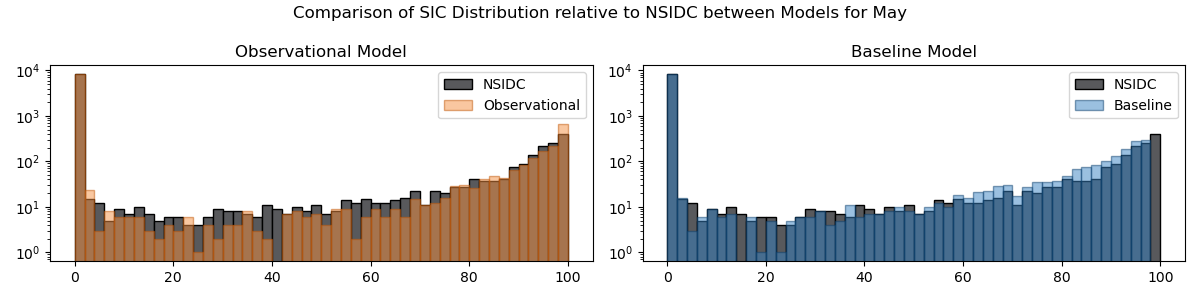 Comparison of SIC Distribution relative to NSIDC between Models for May
Observational Model
10⁴
10³
10²
10¹
10⁰
0 20 40 60 80 100
NSIDC
Observational
Baseline Model
10⁴
10³
10²
10¹
10⁰
0 20 40 60 80 100
NSIDC
Baseline